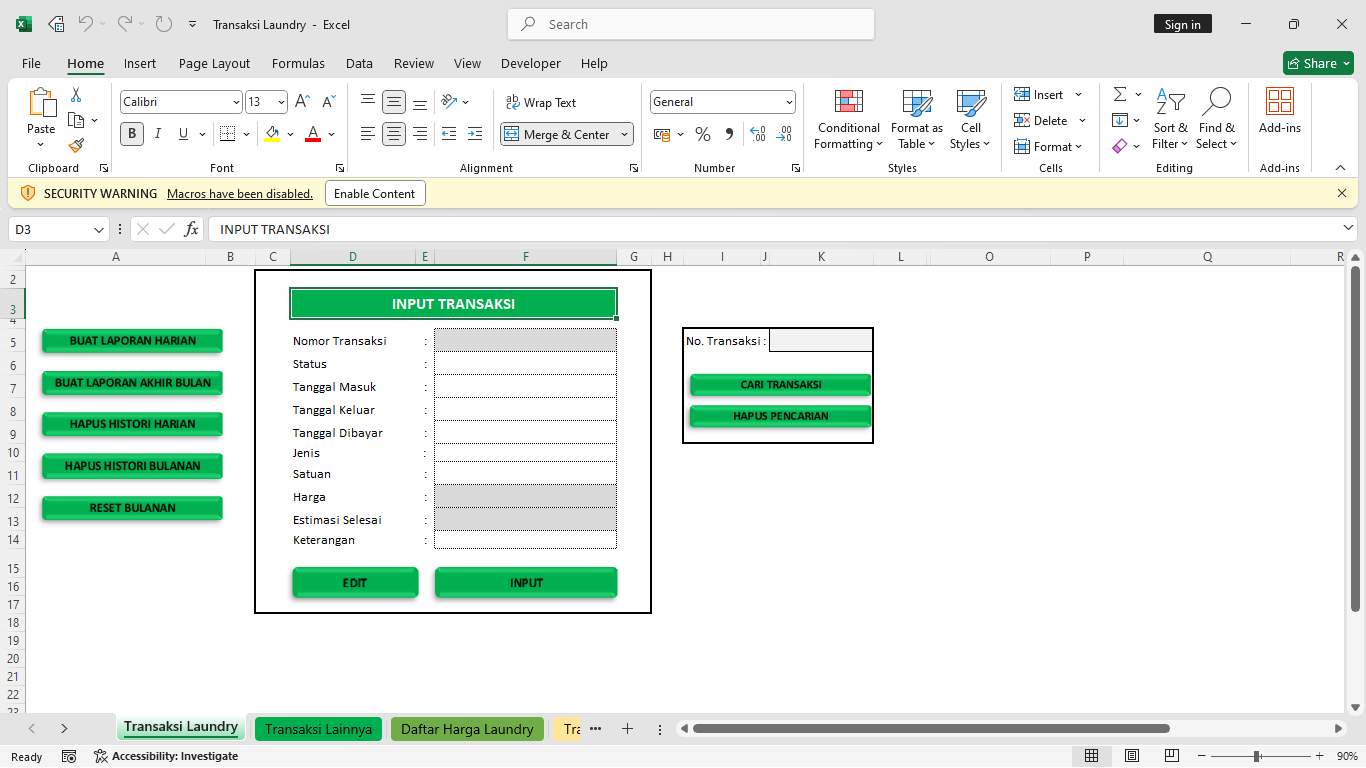 Transaksi Laundry - Excel
Search
Sign in
File Home Insert Page Layout Formulas Data Review View Developer Help
Share
Paste
Clipboard
Calibri 13
B I U
Font
Wrap Text
Merge & Center
Alignment
General
Number
Conditional Formatting
Format as Table
Cell Styles
Styles
Insert
Delete
Format
Cells
Sort & Filter
Find & Select
Editing
Add-ins
Add-ins
SECURITY WARNING Macros have been disabled. Enable Content
D3 fx INPUT TRANSAKSI
A B C D E F G H I J K L O P Q R
2
3
4
5
6
7
8
9
10
11
12
13
14
15
16
17
18
19
20
21
22
23
BUAT LAPORAN HARIAN
BUAT LAPORAN AKHIR BULAN
HAPUS HISTORI HARIAN
HAPUS HISTORI BULANAN
RESET BULANAN
INPUT TRANSAKSI
Nomor Transaksi :
Status :
Tanggal Masuk :
Tanggal Keluar :
Tanggal Dibayar :
Jenis :
Satuan :
Harga :
Estimasi Selesai :
Keterangan :
EDIT INPUT
No. Transaksi :
CARI TRANSAKSI
HAPUS PENCARIAN
Transaksi Laundry Transaksi Lainnya Daftar Harga Laundry Tra
Ready Accessibility: Investigate 90%